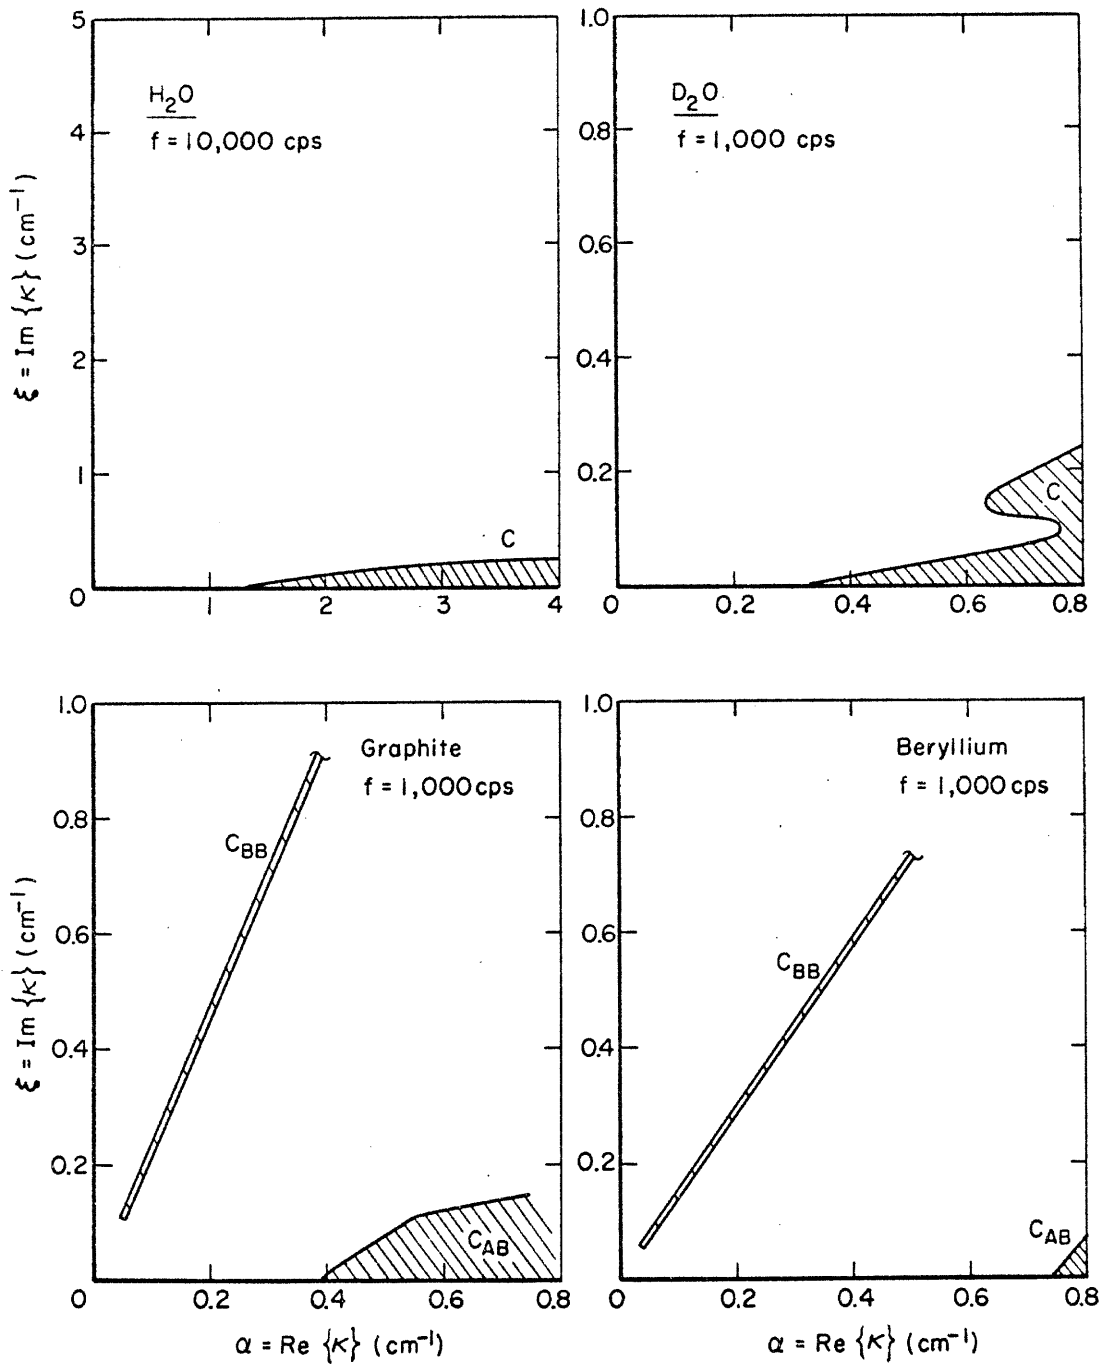 ξ = Im {κ} (cm⁻¹)
5
4
3
2
1
0
H₂O
f = 10,000 cps
C
1 2 3 4
1.0
0.8
0.6
0.4
0.2
D₂O
f = 1,000 cps
C
0 0.2 0.4 0.6 0.8
ξ = Im {κ} (cm⁻¹)
1.0
0.8
0.6
0.4
0.2
Graphite
f = 1,000 cps
C_BB
C_AB
0 0.2 0.4 0.6 0.8
α = Re {κ} (cm⁻¹)
1.0
0.8
0.6
0.4
0.2
Beryllium
f = 1,000 cps
C_BB
C_AB
0 0.2 0.4 0.6 0.8
α = Re {κ} (cm⁻¹)